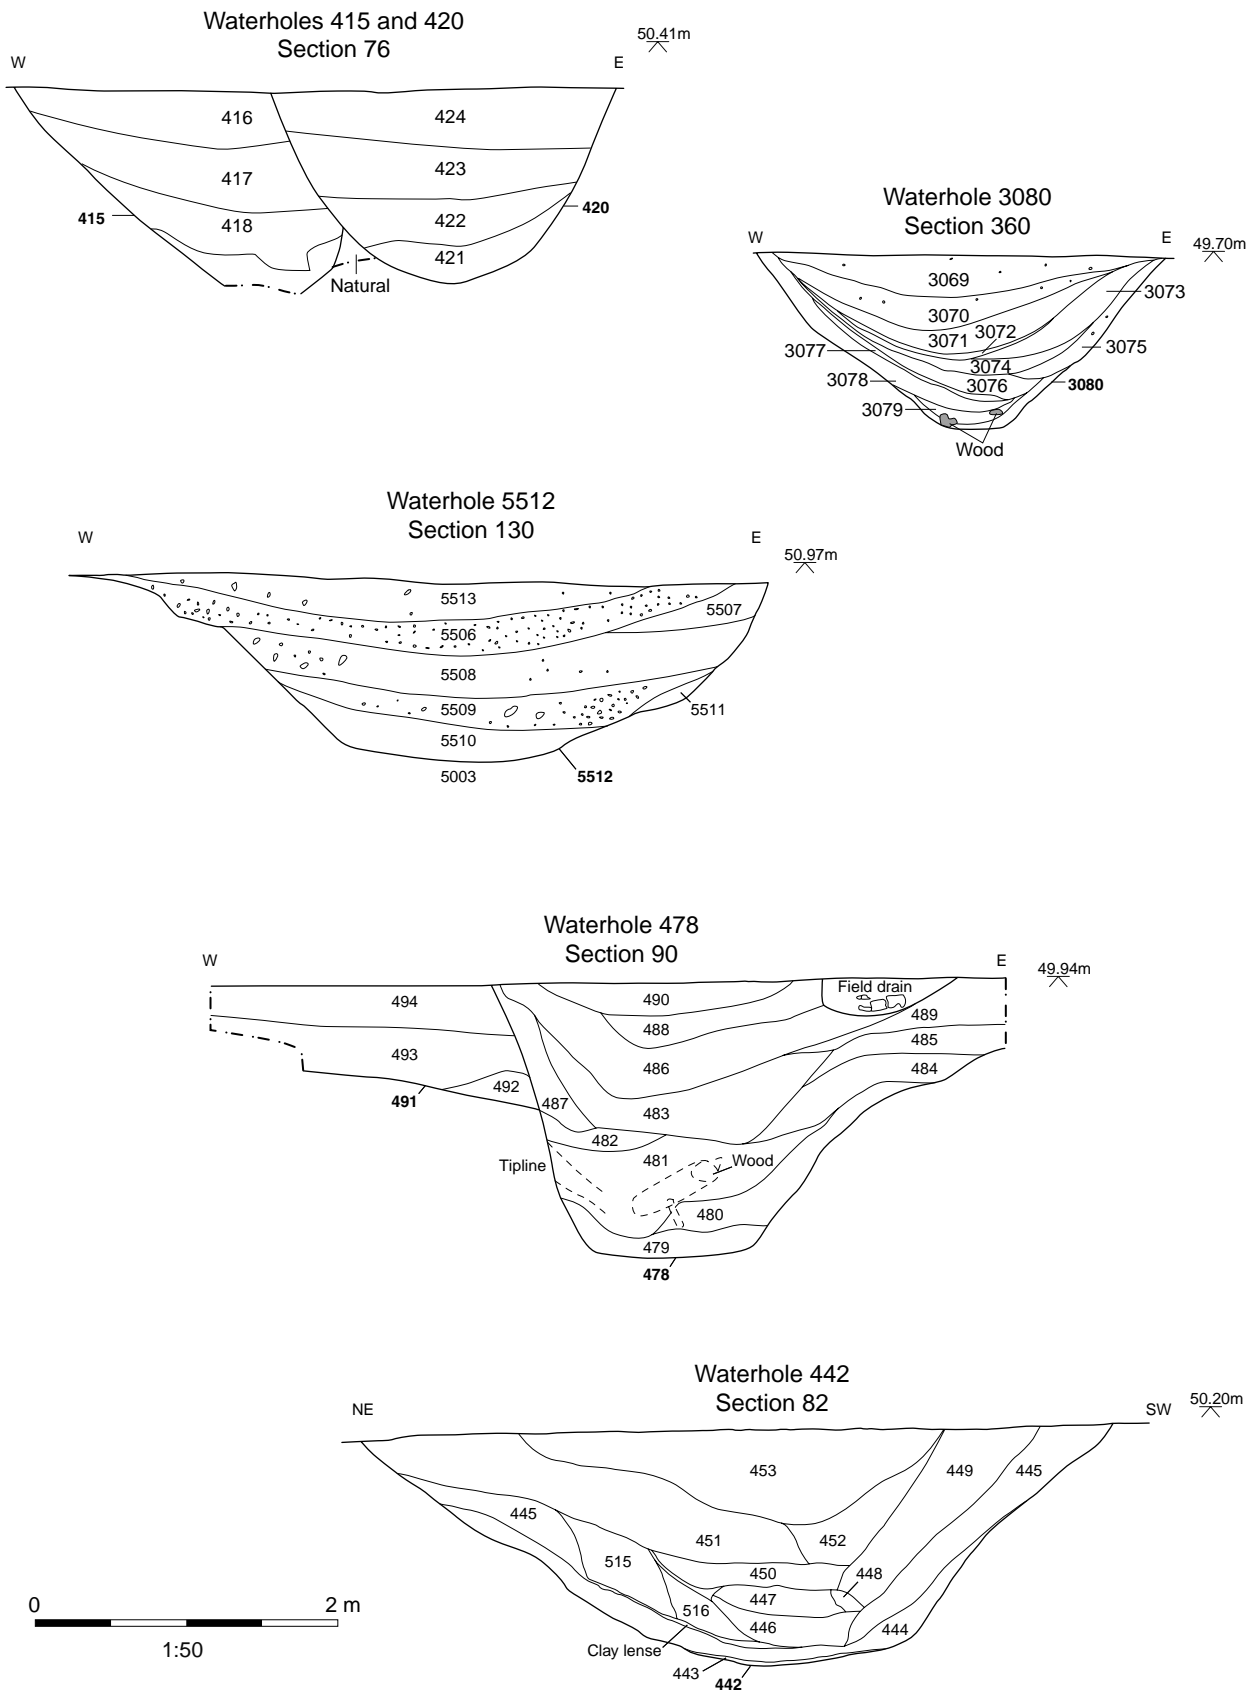 Waterholes 415 and 420
Section 76
50.41m
W
E
416
424
417
423
415
418
422
420
421
Natural
Waterhole 3080
Section 360
W
E
49.70m
3069
3073
3070
3072
3071
3077
3075
3074
3078
3076
3080
3079
Wood
Waterhole 5512
Section 130
W
E
50.97m
5513
5507
5506
5508
5509
5511
5510
5003
5512
Waterhole 478
Section 90
W
E
49.94m
494
490
Field drain
489
488
485
493
486
484
492
491
487
483
482
481
Tipline
Wood
480
479
478
Waterhole 442
Section 82
NE
SW
50.20m
453
449
445
445
451
452
515
450
448
447
516
446
444
Clay lense
443
442
0
2 m
1:50